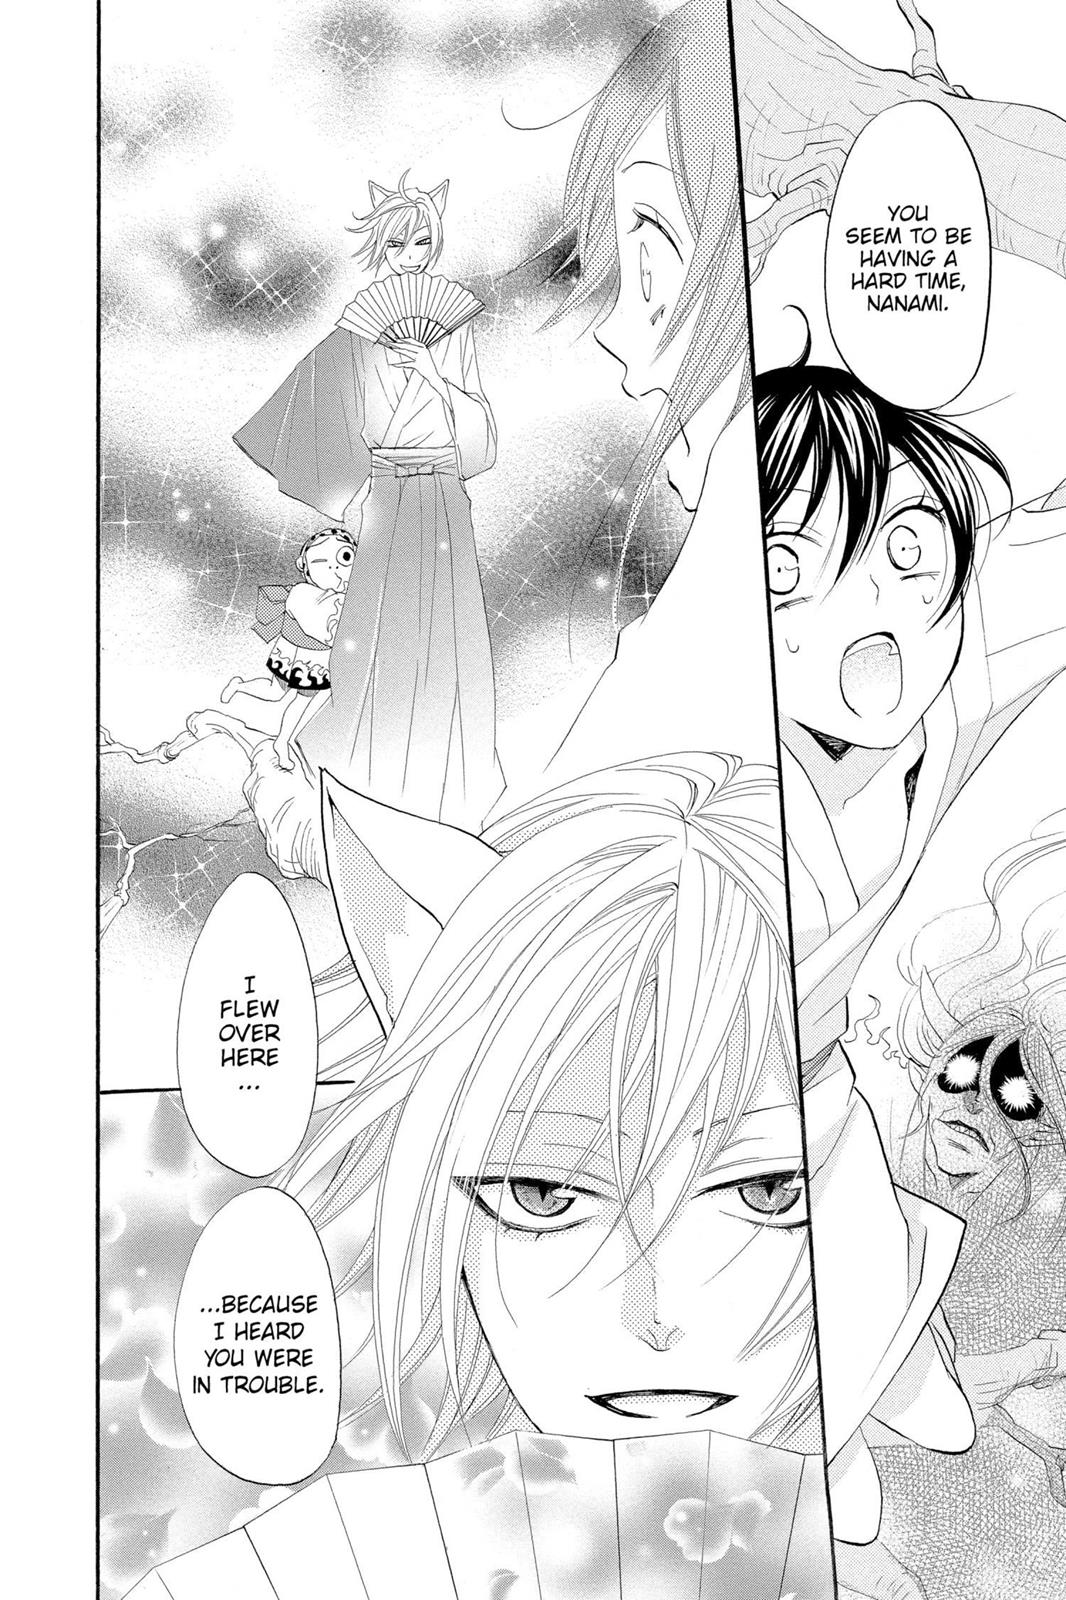 YOU
SEEM TO BE
HAVING A
HARD TIME,
NANAMI.
I
FLEW
OVER
HERE
...
...BECAUSE
I HEARD
YOU WERE
IN TROUBLE.